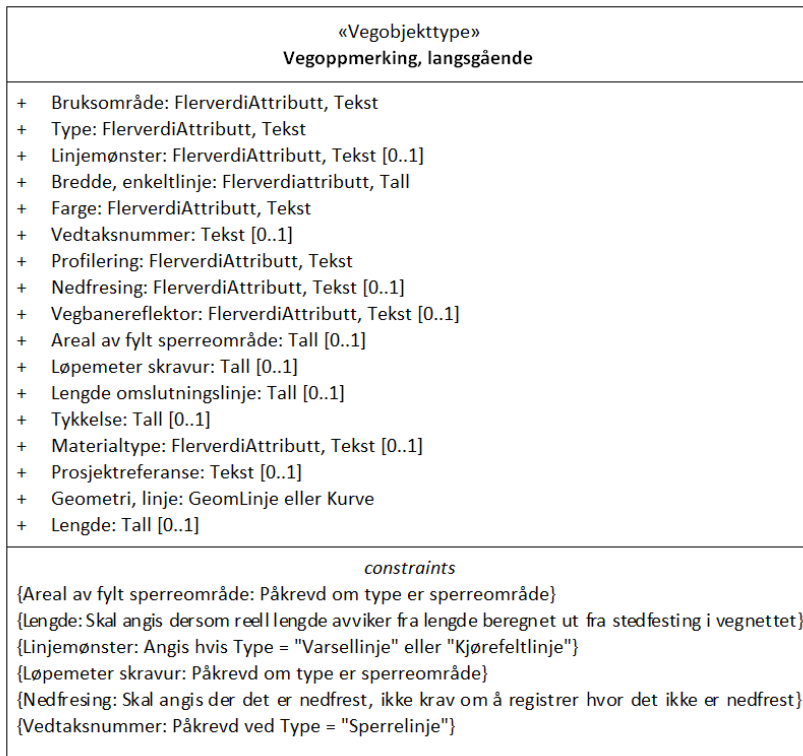 «Vegobjekttype»
Vegoppmerking, langsgående
+ Bruksområde: FlerverdiAttributt, Tekst
+ Type: FlerverdiAttributt, Tekst
+ Linjemønster: FlerverdiAttributt, Tekst [0..1]
+ Bredde, enkeltlinje: Flerverdiattributt, Tall
+ Farge: FlerverdiAttributt, Tekst
+ Vedtaksnummer: Tekst [0..1]
+ Profilering: FlerverdiAttributt, Tekst
+ Nedfresing: FlerverdiAttributt, Tekst [0..1]
+ Vegbanereflektor: FlerverdiAttributt, Tekst [0..1]
+ Areal av fylt sperreområde: Tall [0..1]
+ Løpemeter skravur: Tall [0..1]
+ Lengde omslutningslinje: Tall [0..1]
+ Tykkelse: Tall [0..1]
+ Materialtype: FlerverdiAttributt, Tekst [0..1]
+ Prosjektreferanse: Tekst [0..1]
+ Geometri, linje: GeomLinje eller Kurve
+ Lengde: Tall [0..1]
constraints
{Areal av fylt sperreområde: Påkrevd om type er sperreområde}
{Lengde: Skal angis dersom reell lengde avviker fra lengde beregnet ut fra stedfesting i vegnettet}
{Linjemønster: Angis hvis Type = "Varsellinje" eller "Kjørefeltlinje"}
{Løpemeter skravur: Påkrevd om type er sperreområde}
{Nedfresing: Skal angis der det er nedfrest, ikke krav om å registrer hvor det ikke er nedfrest}
{Vedtaksnummer: Påkrevd ved Type = "Sperrelinje"}